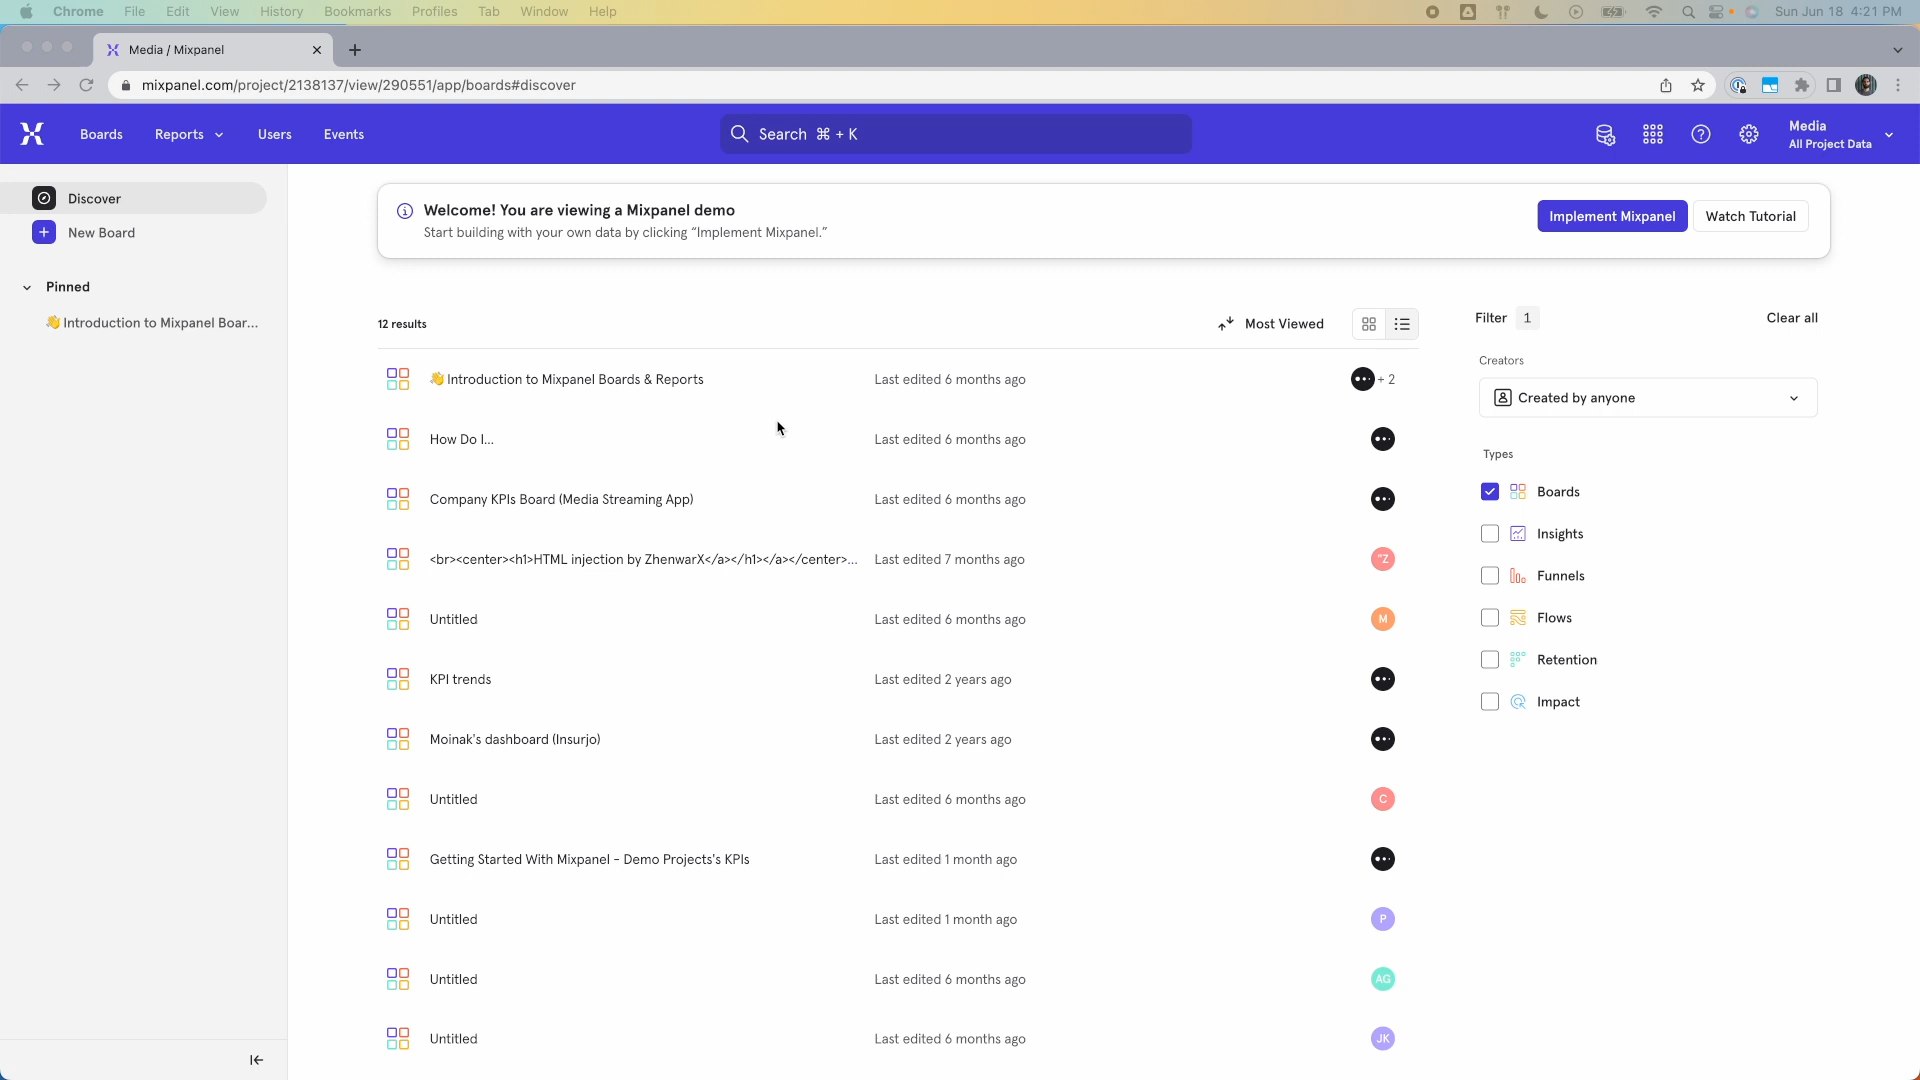 Chrome File Edit View History Bookmarks Profiles Tab Window Help Sun Jun 18 4:21 PM
Media / Mixpanel
mixpanel.com/project/2138137/view/290551/app/boards#discover
Boards Reports Users Events Search ⌘ + K Media
All Project Data
Discover
New Board
Pinned
👋 Introduction to Mixpanel Boar...
Welcome! You are viewing a Mixpanel demo
Start building with your own data by clicking “Implement Mixpanel.”
Implement Mixpanel Watch Tutorial
12 results Most Viewed
👋 Introduction to Mixpanel Boards & Reports Last edited 6 months ago + 2
How Do I... Last edited 6 months ago
Company KPIs Board (Media Streaming App) Last edited 6 months ago
<br><center><h1>HTML injection by ZhenwarX</a></h1></a></center>... Last edited 7 months ago "Z
Untitled Last edited 6 months ago M
KPI trends Last edited 2 years ago
Moinak's dashboard (Insurjo) Last edited 2 years ago
Untitled Last edited 6 months ago C
Getting Started With Mixpanel - Demo Projects's KPIs Last edited 1 month ago
Untitled Last edited 1 month ago P
Untitled Last edited 6 months ago AG
Untitled Last edited 6 months ago JK
Filter 1 Clear all
Creators
Created by anyone
Types
Boards
Insights
Funnels
Flows
Retention
Impact